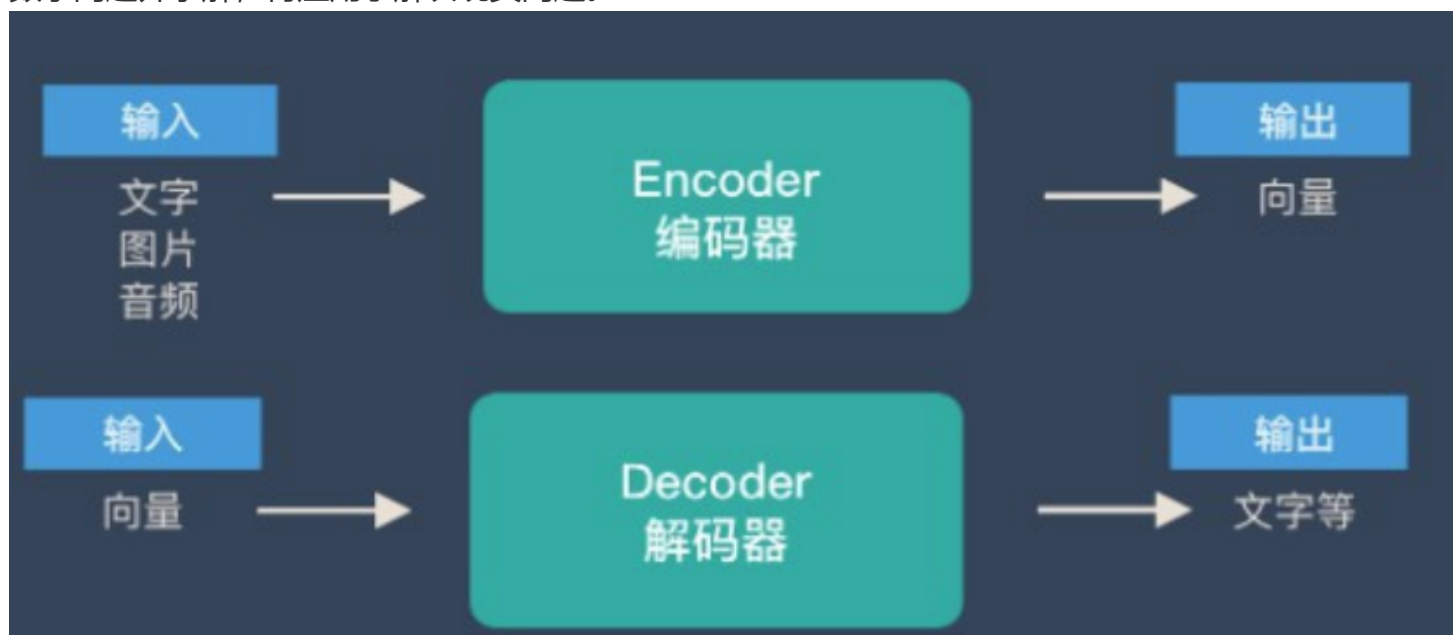 输入
文字
图片
音频
Encoder
编码器
输出
向量
输入
向量
Decoder
解码器
输出
文字等